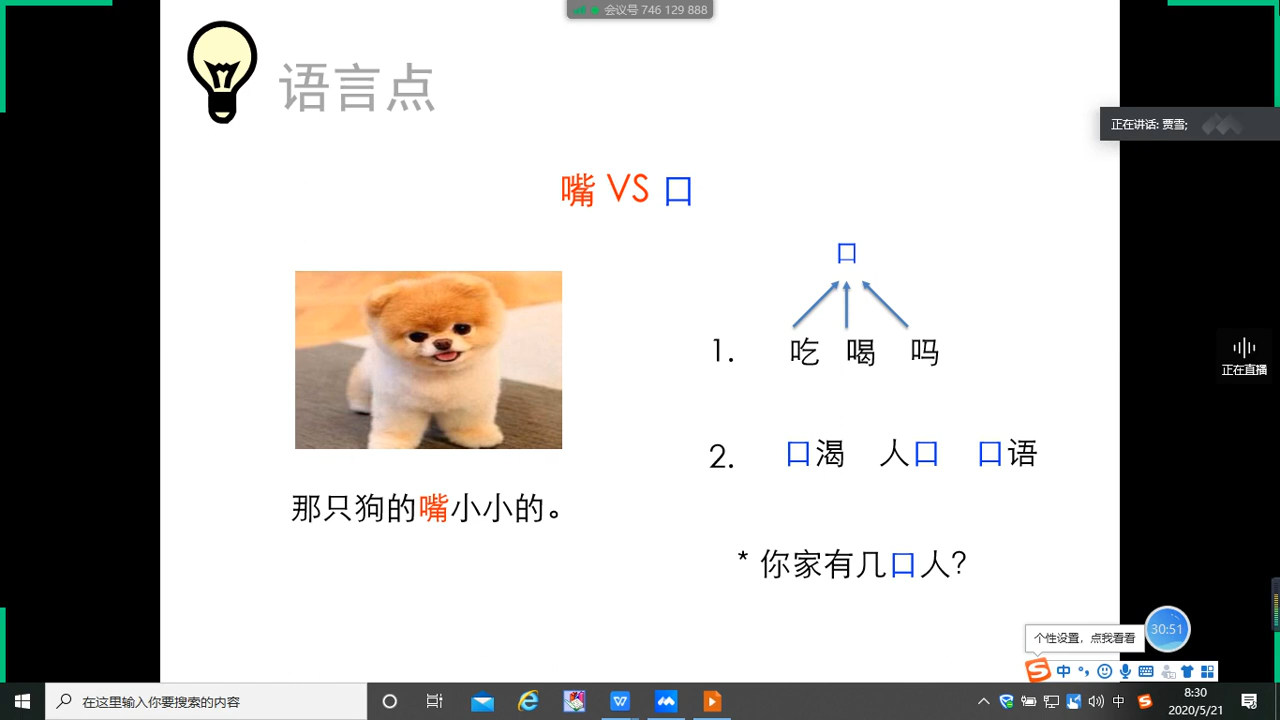 会议号 746 129 888
语言点
正在讲话: 贾雪;
嘴 VS 口
口
1. 吃 喝 吗
正在直播
2. 口渴 人口 口语
那只狗的嘴小小的。
* 你家有几口人?
个性设置，点我看看
30:51
中
在这里输入你要搜索的内容
中
8:30
2020/5/21